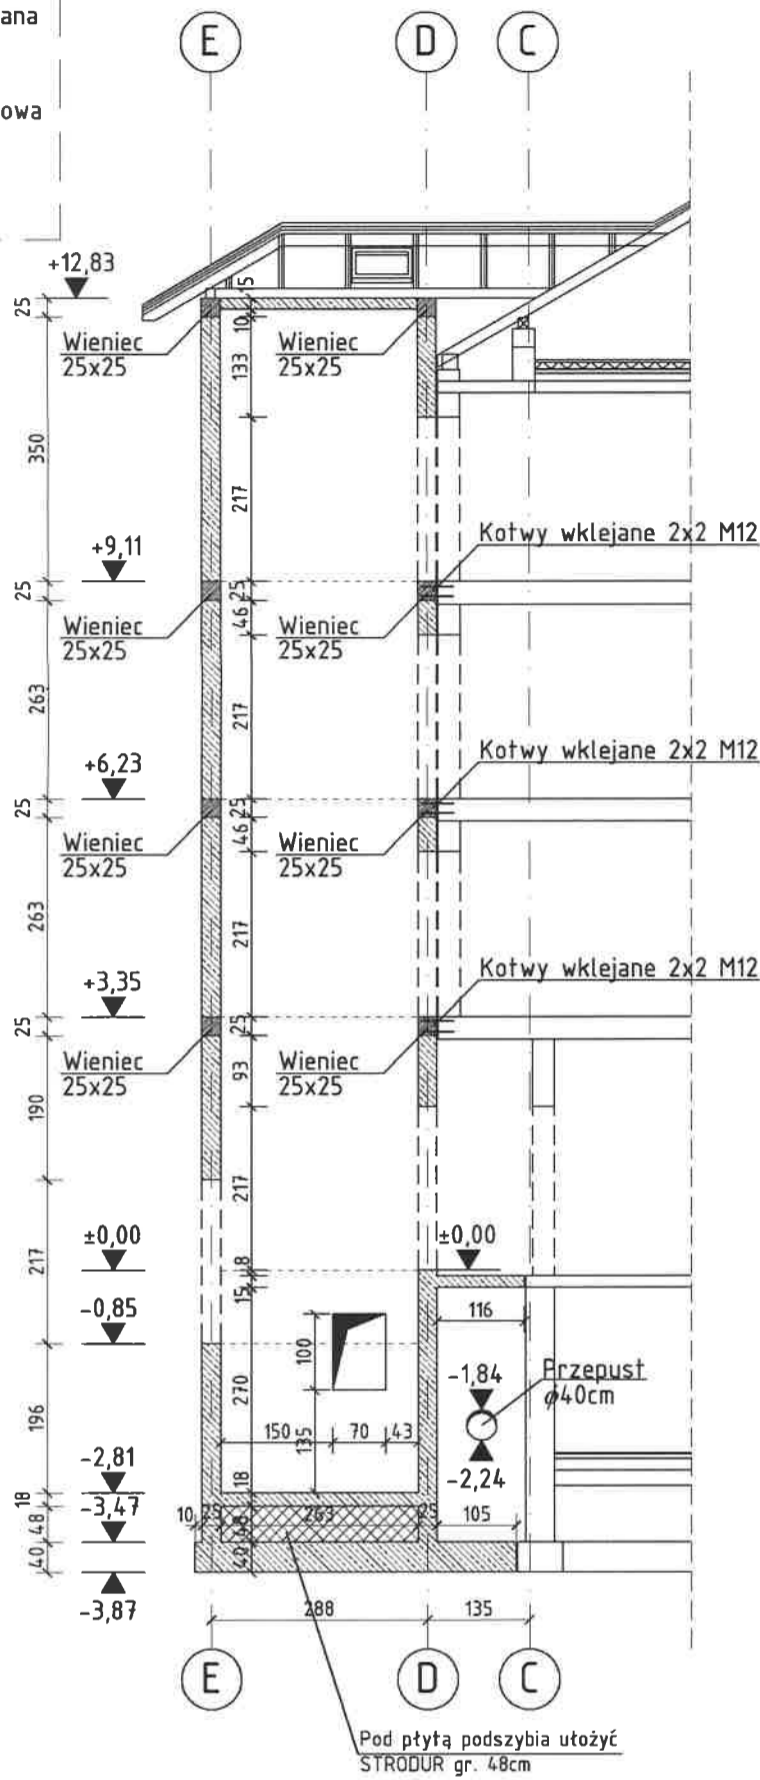 ana
owa
E
D
C
+12,83
25
15
10
Wieniec
25x25
Wieniec
25x25
133
350
217
+9,11
Kotwy wklejane 2x2 M12
25
25
46
Wieniec
25x25
Wieniec
25x25
263
217
+6,23
Kotwy wklejane 2x2 M12
25
25
46
Wieniec
25x25
Wieniec
25x25
263
217
+3,35
Kotwy wklejane 2x2 M12
25
25
Wieniec
25x25
Wieniec
25x25
93
190
217
±0,00
±0,00
217
8
15
-0,85
116
100
270
-1,84
Przepust
ϕ40cm
196
150
70
43
135
-2,81
-2,24
18
18
-3,47
10
25
263
25
105
48
48
40
40
-3,87
288
135
E
D
C
Pod płytą podszybia ułożyć
STRODUR gr. 48cm